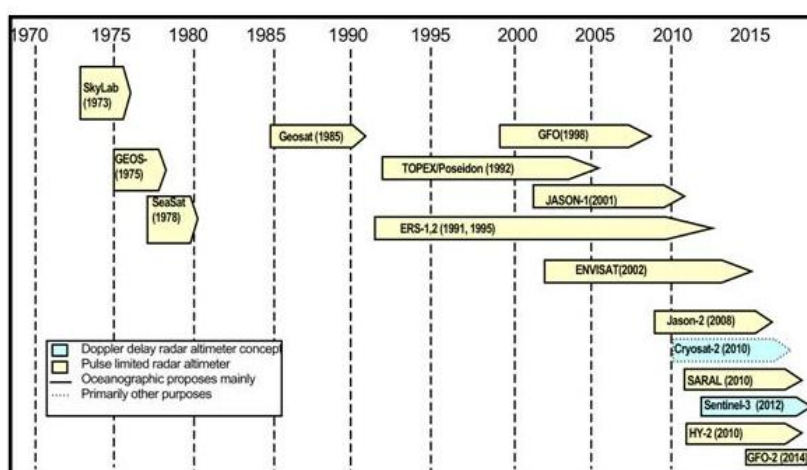 1970 1975 1980 1985 1990 1995 2000 2005 2010 2015
SkyLab
(1973)
Geosat (1985)
GFO(1998)
GEOS-
(1975)
TOPEX/Poseidon (1992)
SeaSat
(1978)
JASON-1(2001)
ERS-1,2 (1991, 1995)
ENVISAT(2002)
Jason-2 (2008)
Doppler delay radar altimeter concept
Pulse limited radar altimeter
Oceanographic proposes mainly
Primarily other purposes
Cryosat-2 (2010)
SARAL (2010)
Sentinel-3 (2012)
HY-2 (2010)
GFO-2 (2014)